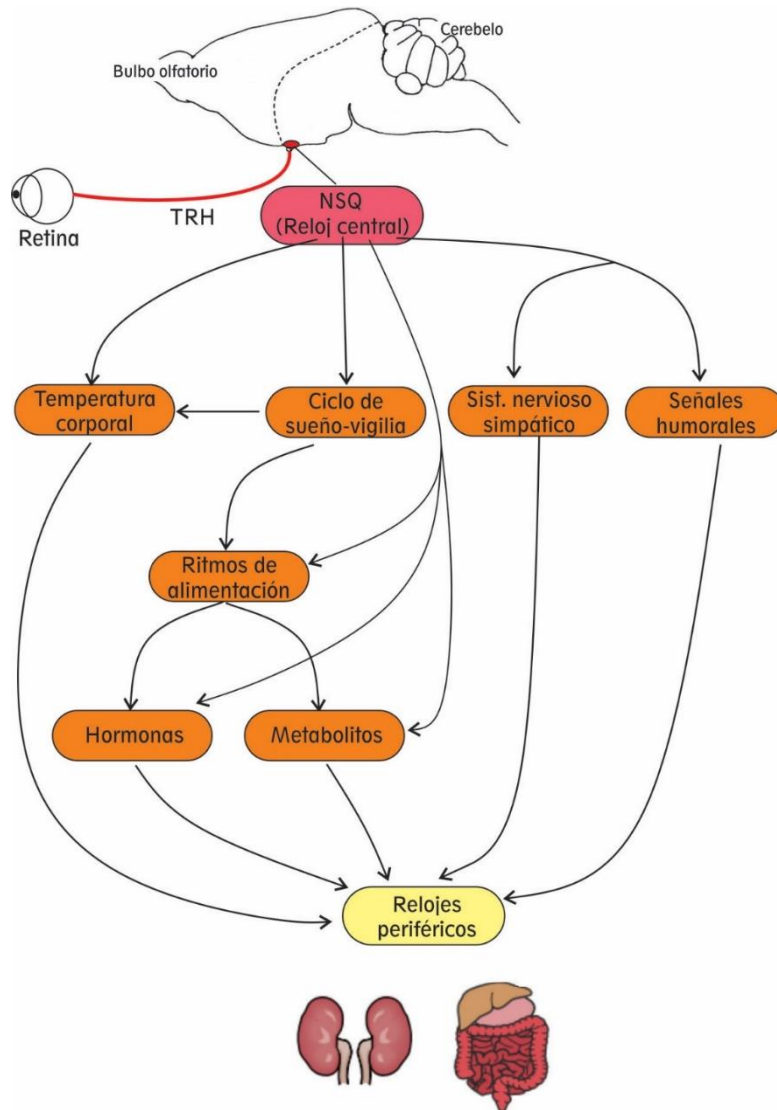 Cerebelo
Bulbo olfatorio
NSQ
(Reloj central)
TRH
Retina
Temperatura
corporal
Ciclo de
sueño-vigilia
Sist. nervioso
simpático
Señales
humorales
Ritmos de
alimentación
Hormonas
Metabolitos
Relojes
periféricos